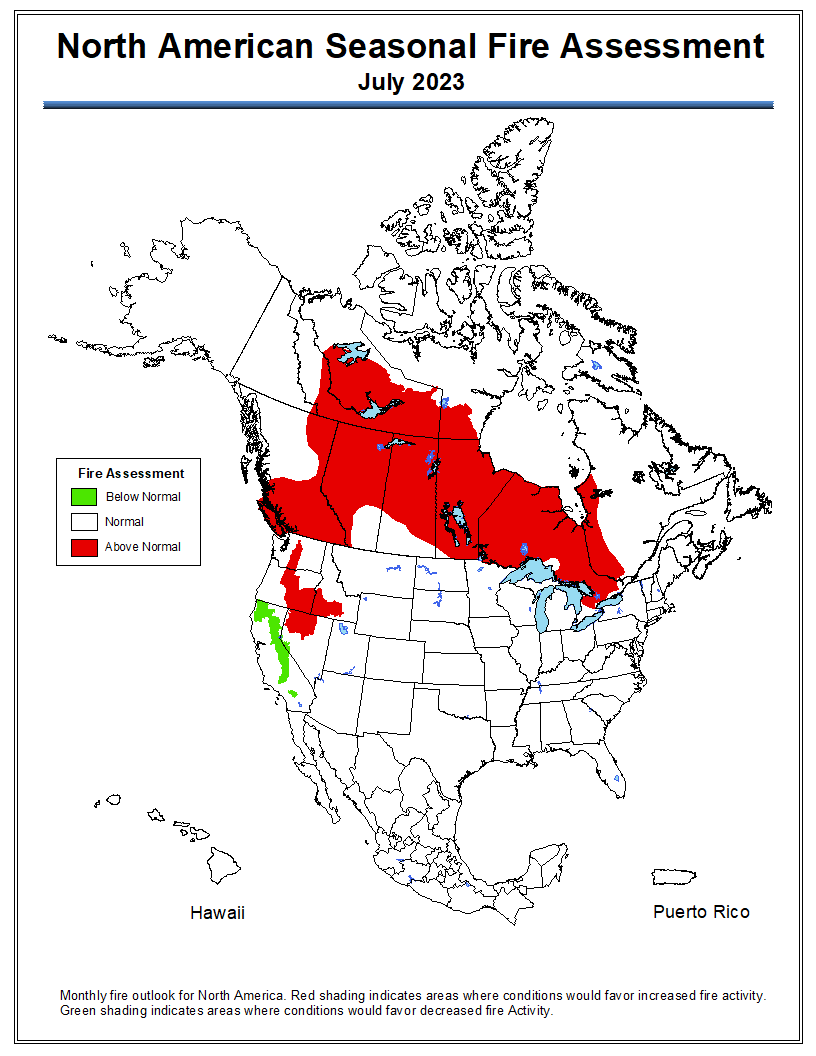 North American Seasonal Fire Assessment
July 2023
Fire Assessment
Below Normal
Normal
Above Normal
Hawaii
Puerto Rico
Monthly fire outlook for North America. Red shading indicates areas where conditions would favor increased fire activity.
Green shading indicates areas where conditions would favor decreased fire Activity.